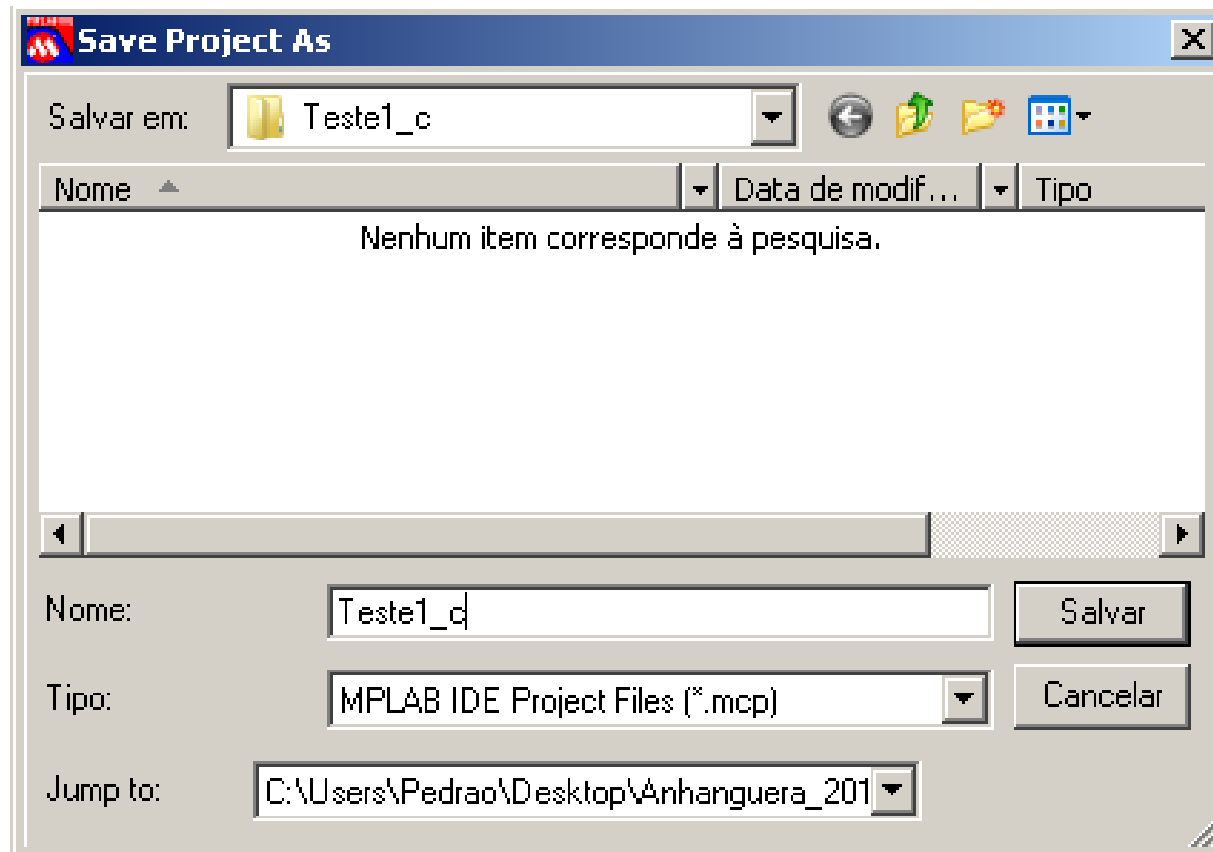 Save Project As
Salvar em: Teste1_c
Nome Data de modif... Tipo
Nenhum item corresponde à pesquisa.
Nome: Teste1_c Salvar
Tipo: MPLAB IDE Project Files (*.mcp) Cancelar
Jump to: C:\Users\Pedrao\Desktop\Anhanguera_201